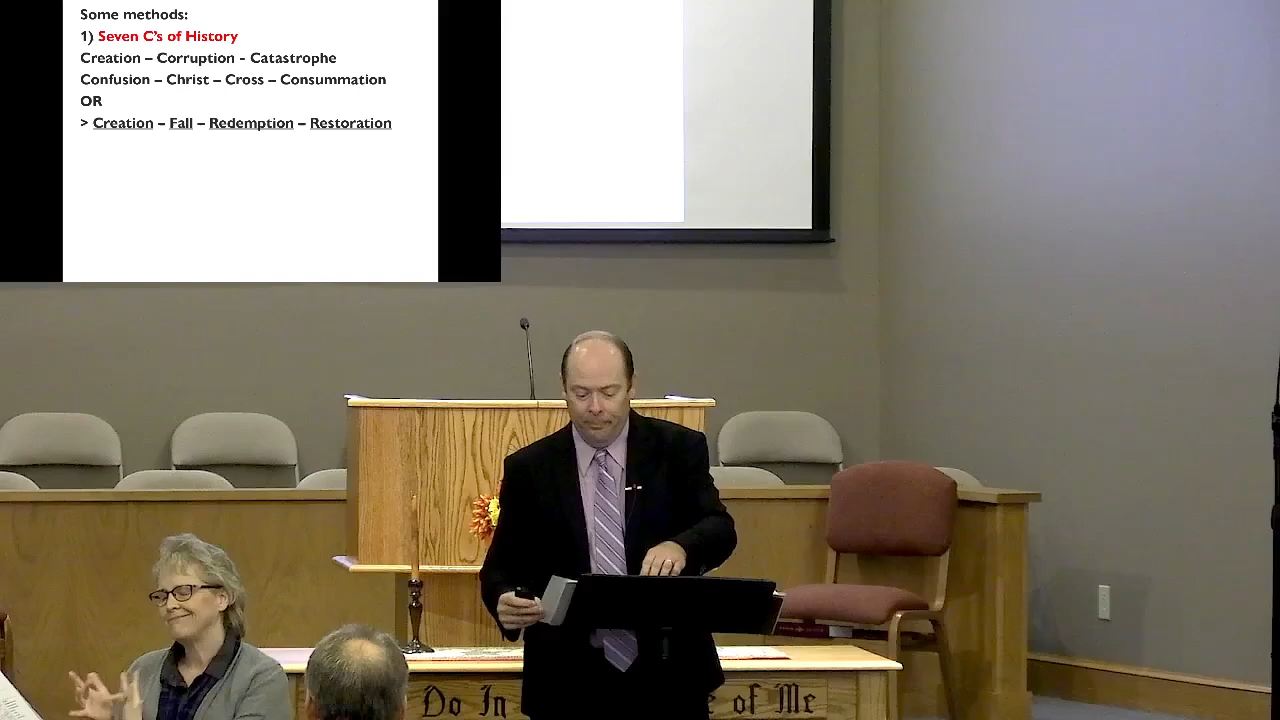 Some methods:
1) Seven C's of History
Creation – Corruption - Catastrophe
Confusion – Christ – Cross – Consummation
OR
> Creation – Fall – Redemption – Restoration
Do In e of Me